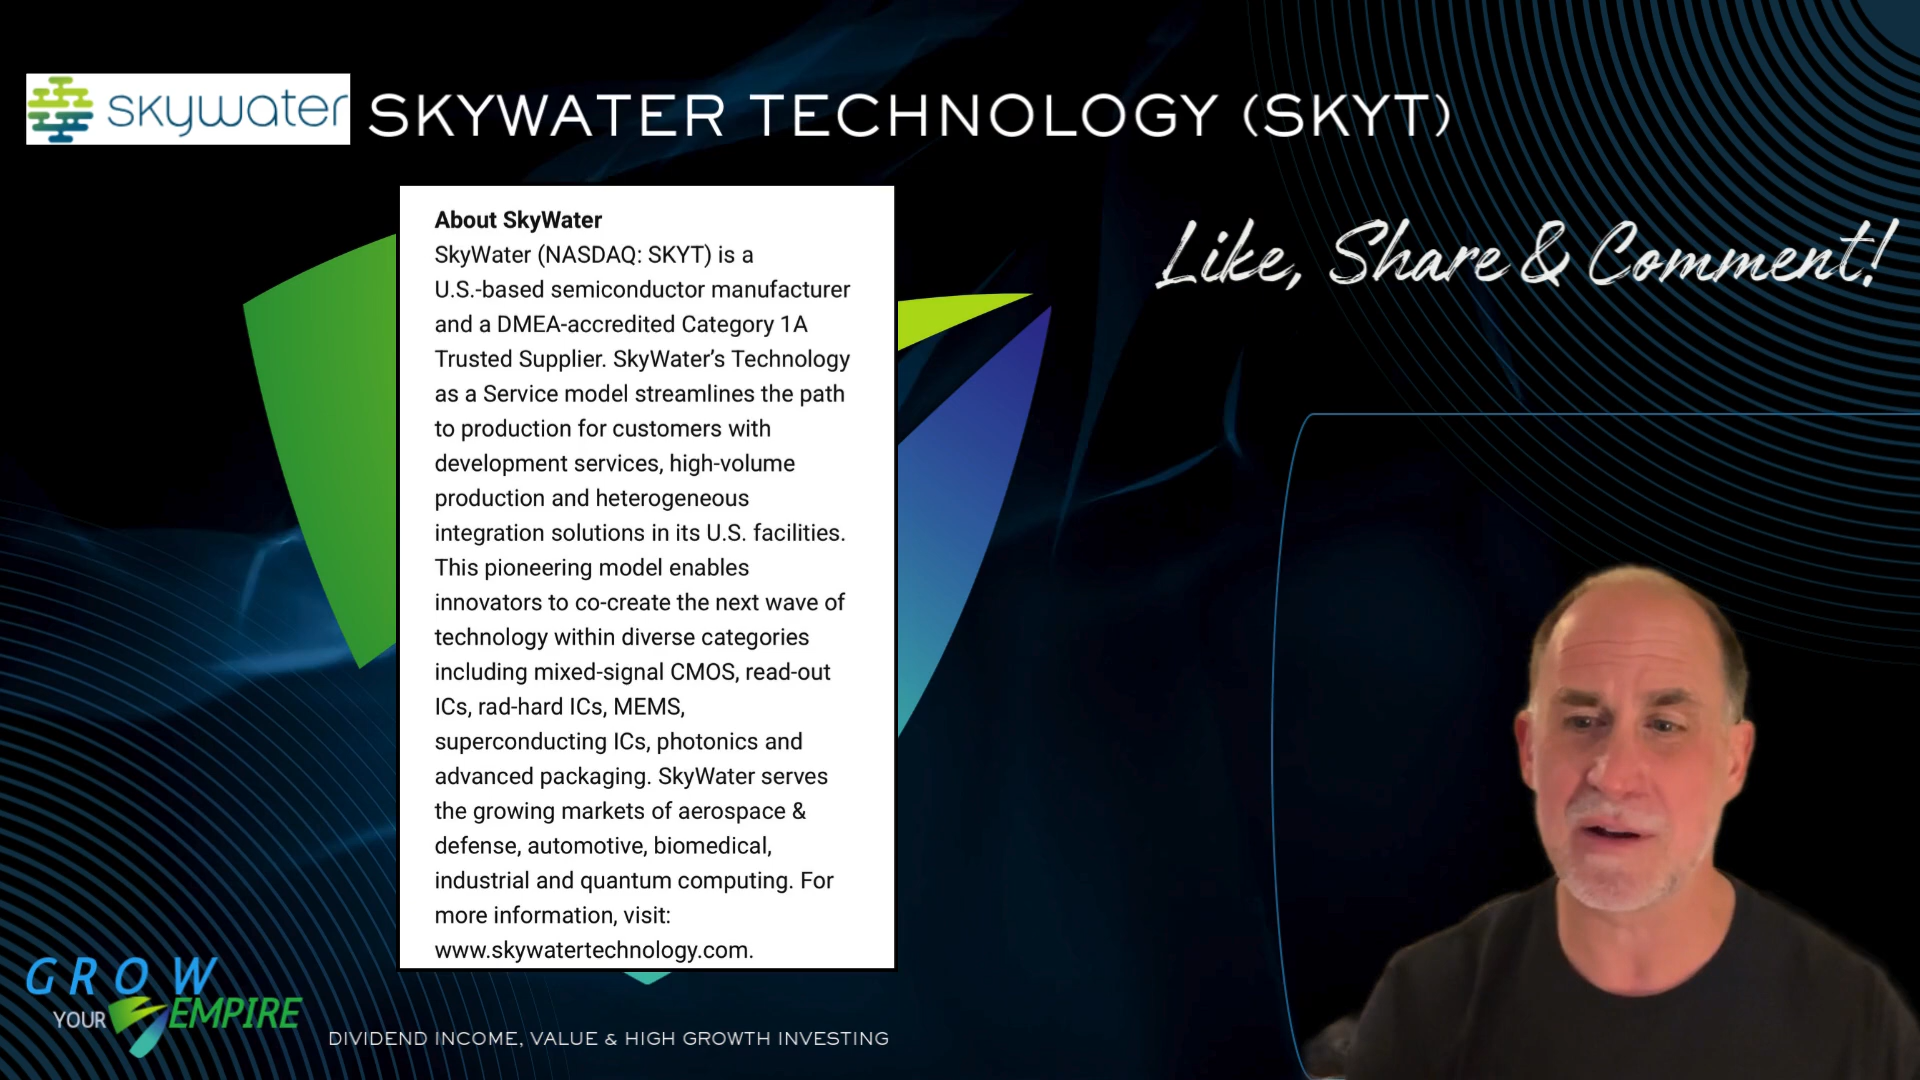 skywater
SKYWATER TECHNOLOGY (SKYT)
Like, Share & Comment!
About SkyWater
SkyWater (NASDAQ: SKYT) is a
U.S.-based semiconductor manufacturer
and a DMEA-accredited Category 1A
Trusted Supplier. SkyWater’s Technology
as a Service model streamlines the path
to production for customers with
development services, high-volume
production and heterogeneous
integration solutions in its U.S. facilities.
This pioneering model enables
innovators to co-create the next wave of
technology within diverse categories
including mixed-signal CMOS, read-out
ICs, rad-hard ICs, MEMS,
superconducting ICs, photonics and
advanced packaging. SkyWater serves
the growing markets of aerospace &
defense, automotive, biomedical,
industrial and quantum computing. For
more information, visit:
www.skywatertechnology.com.
GROW
YOUR EMPIRE
DIVIDEND INCOME, VALUE & HIGH GROWTH INVESTING